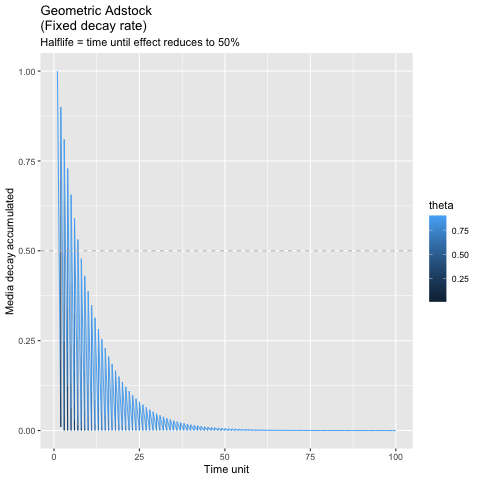 Geometric Adstock
(Fixed decay rate)
Halflife = time until effect reduces to 50%
Media decay accumulated
1.00
0.75
0.50
0.25
0.00
0
25
50
75
100
Time unit
theta
0.75
0.50
0.25